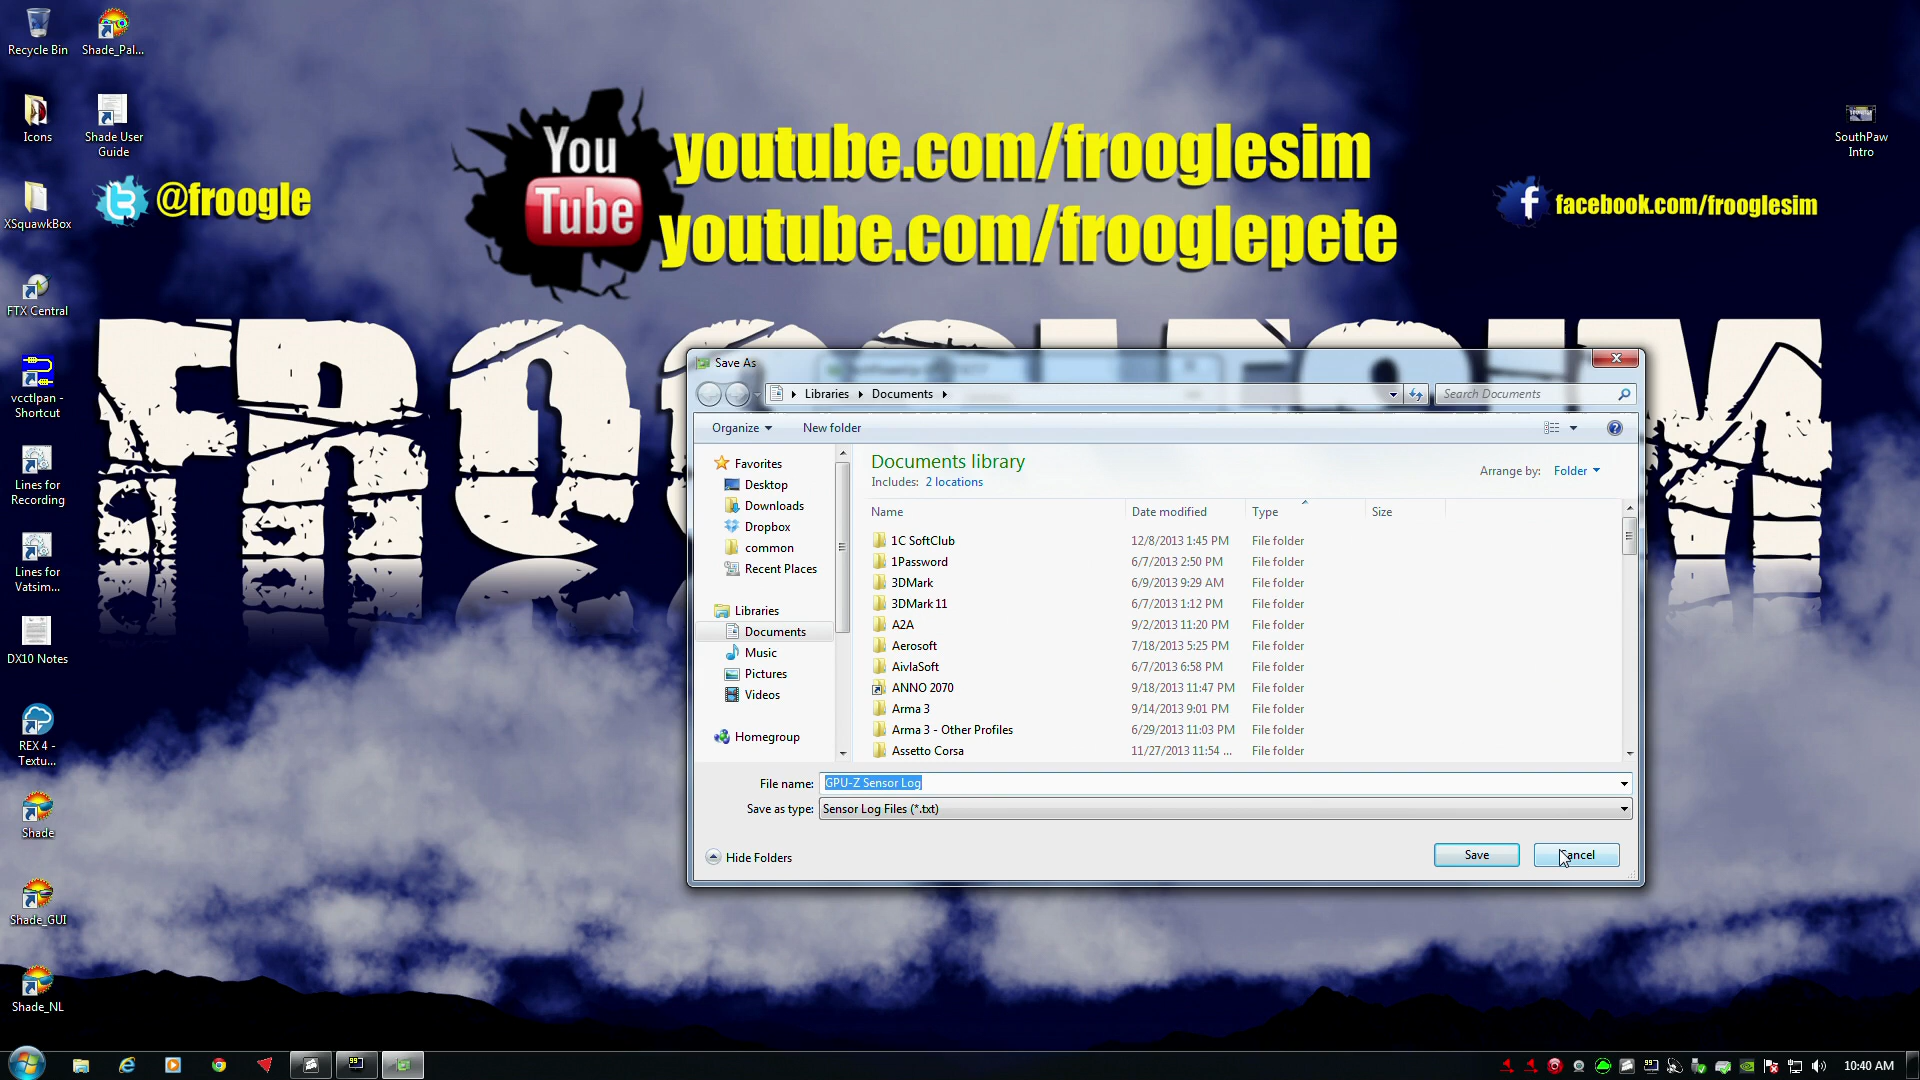 Recycle Bin
Shade_Pal...
Icons
Shade User
Guide
SouthPaw
Intro
XSquawkBox
@froogle
You
Tube
youtube.com/frooglesim
youtube.com/frooglepete
facebook.com/frooglesim
FTX Central
vcctlpan -
Shortcut
Lines for
Recording
Lines for
Vatsim...
DX10 Notes
REX 4 -
Textu...
Shade
Shade_GUI
Shade_NL
Save As
Libraries
Documents
Search Documents
Organize
New folder
Favorites
Desktop
Downloads
Dropbox
common
Recent Places
Libraries
Documents
Music
Pictures
Videos
Homegroup
Documents library
Includes: 2 locations
Arrange by: Folder
Name Date modified Type Size
1C SoftClub 12/8/2013 1:45 PM File folder
1Password 6/7/2013 2:50 PM File folder
3DMark 6/9/2013 9:29 AM File folder
3DMark 11 6/7/2013 1:12 PM File folder
A2A 9/2/2013 11:20 PM File folder
Aerosoft 7/18/2013 5:25 PM File folder
AivlaSoft 6/7/2013 6:58 PM File folder
ANNO 2070 9/18/2013 11:47 PM File folder
Arma 3 9/14/2013 9:01 PM File folder
Arma 3 - Other Profiles 6/29/2013 11:03 PM File folder
Assetto Corsa 11/27/2013 11:54 ... File folder
File name: GPU-Z Sensor Log
Save as type: Sensor Log Files (*.txt)
Hide Folders
Save
Cancel
10:40 AM